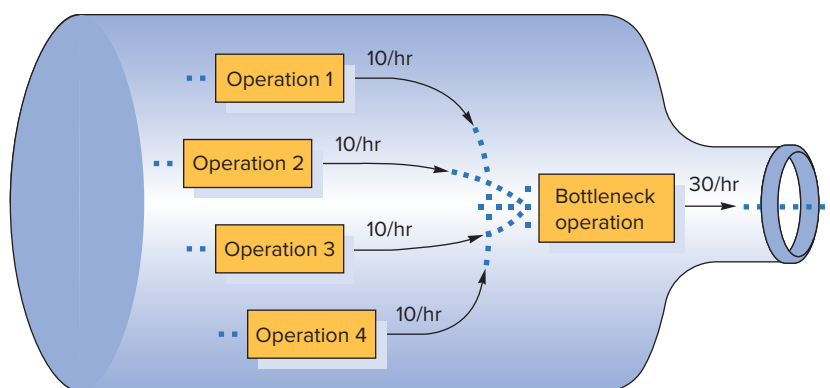 10/hr
Operation 1
10/hr
Operation 2
Bottleneck
operation
30/hr
10/hr
Operation 3
10/hr
Operation 4